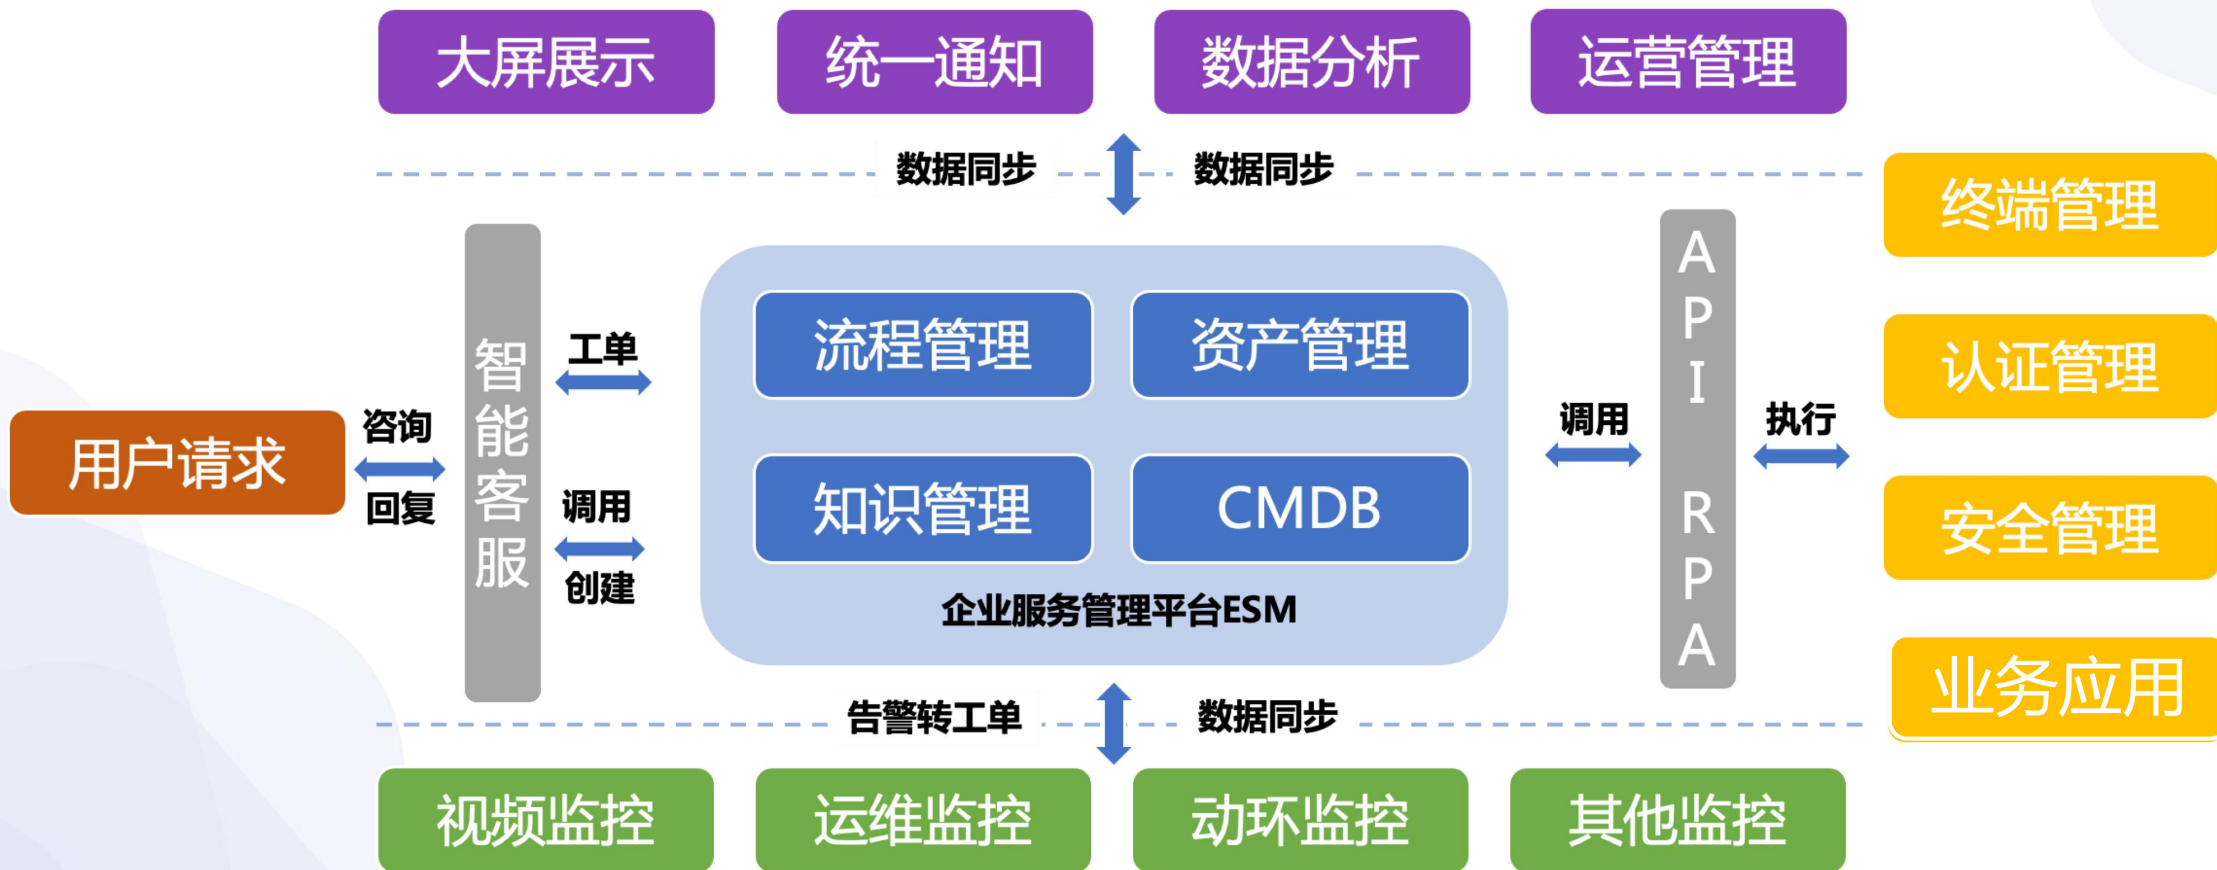 大屏展示
统一通知
数据分析
运营管理
数据同步
数据同步
用户请求
咨询
回复
智能客服
工单
调用
创建
流程管理
资产管理
知识管理
CMDB
企业服务管理平台ESM
调用
API RPA
执行
终端管理
认证管理
安全管理
业务应用
告警转工单
数据同步
视频监控
运维监控
动环监控
其他监控